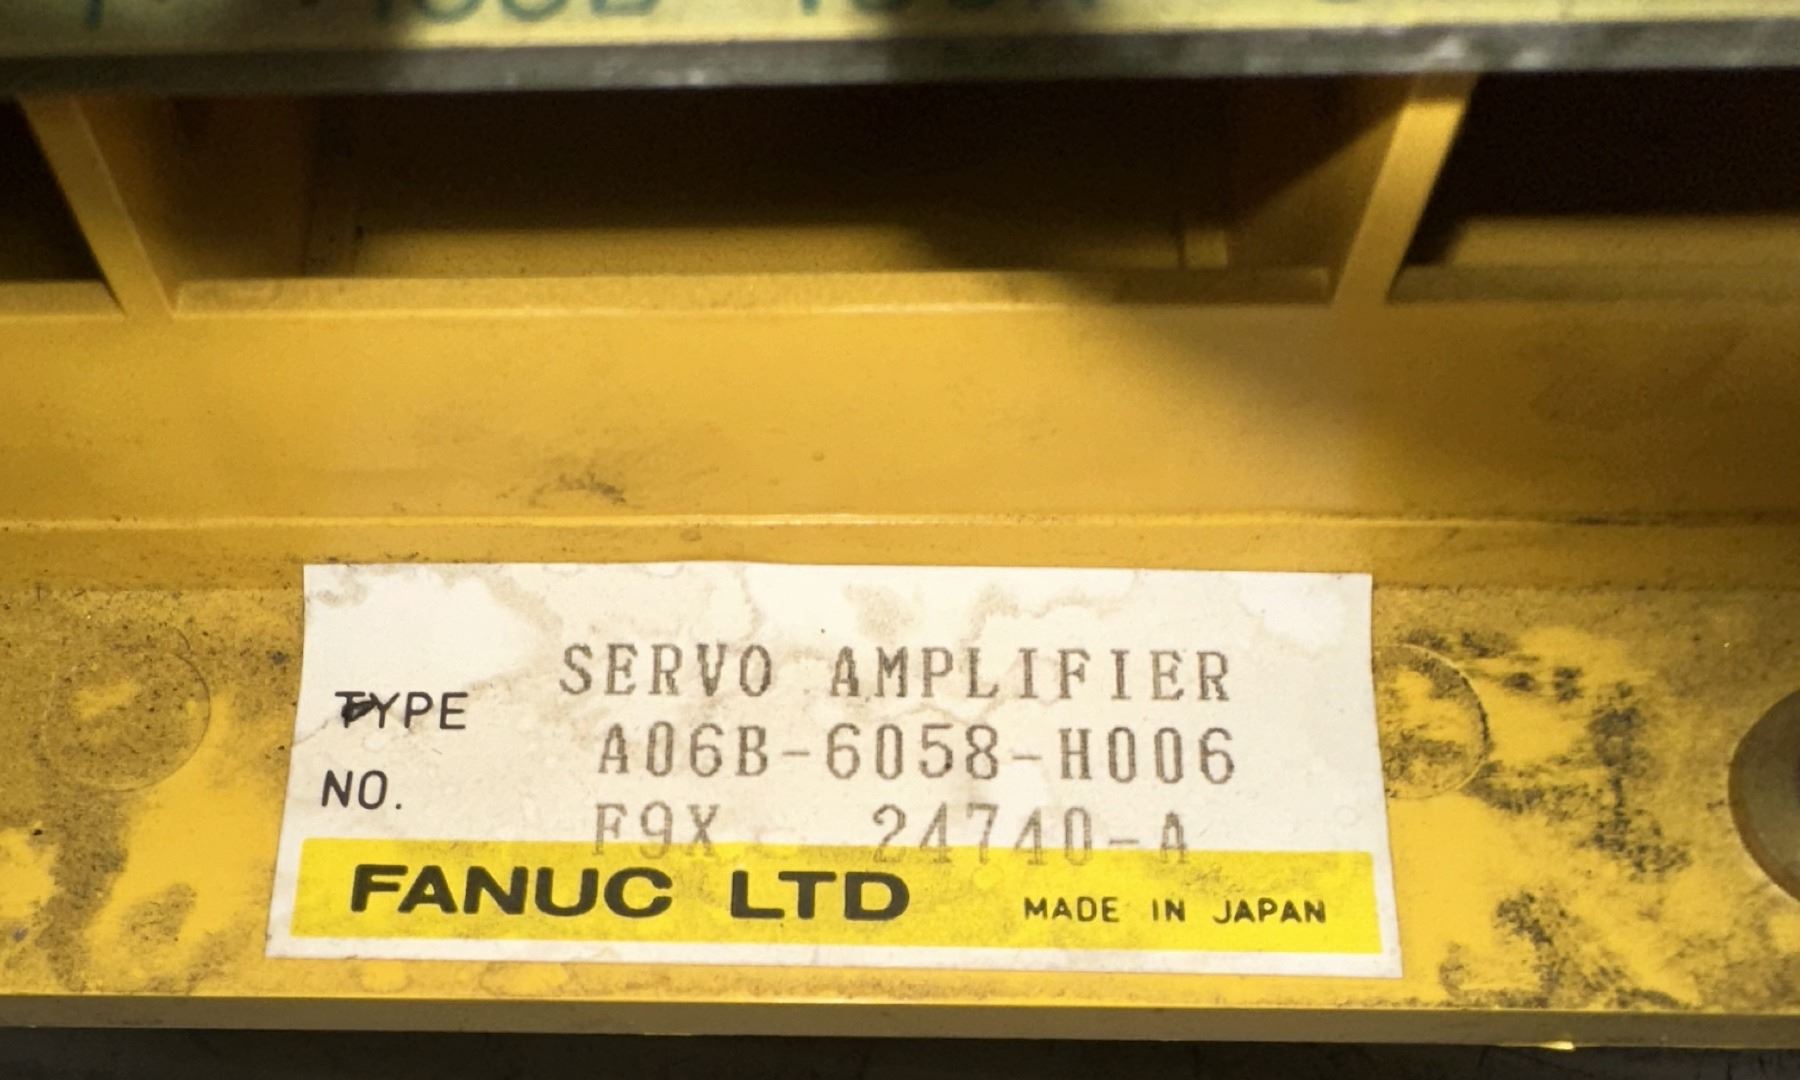 SERVO AMPLIFIER
TYPE A06B-6058-H006
NO. F9X 24740-A
FANUC LTD MADE IN JAPAN